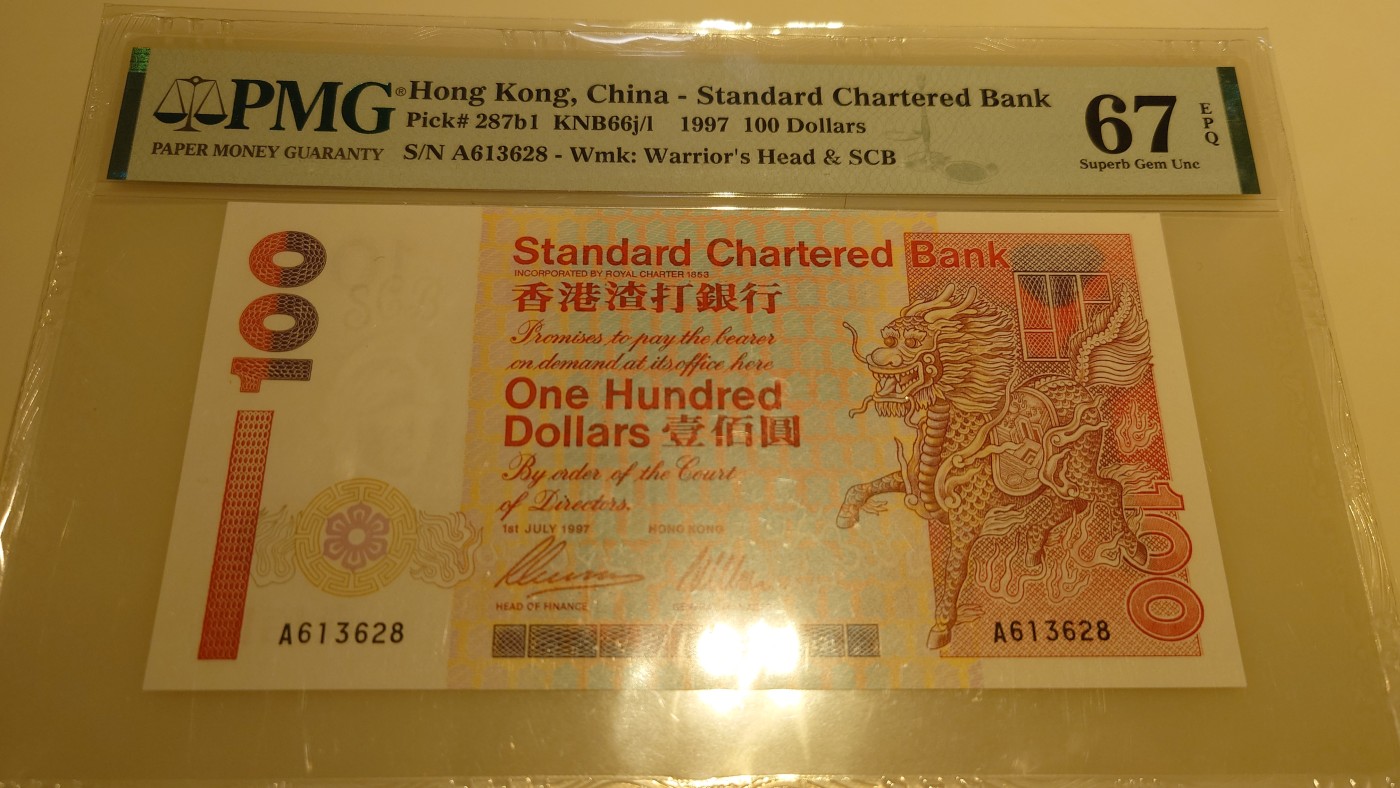 PMG® Hong Kong, China - Standard Chartered Bank
Pick# 287b1 KNB66j/l 1997 100 Dollars
PAPER MONEY GUARANTY S/N A613628 - Wmk: Warrior's Head & SCB
67 EPQ
Superb Gem Unc
100
Standard Chartered Bank
INCORPORATED BY ROYAL CHARTER 1853
香港渣打銀行
Promises to pay the bearer
on demand at its office here
One Hundred
Dollars 壹佰圓
By order of the Court
of Directors.
1st JULY 1997 HONG KONG
HEAD OF FINANCE
A613628
A613628
100